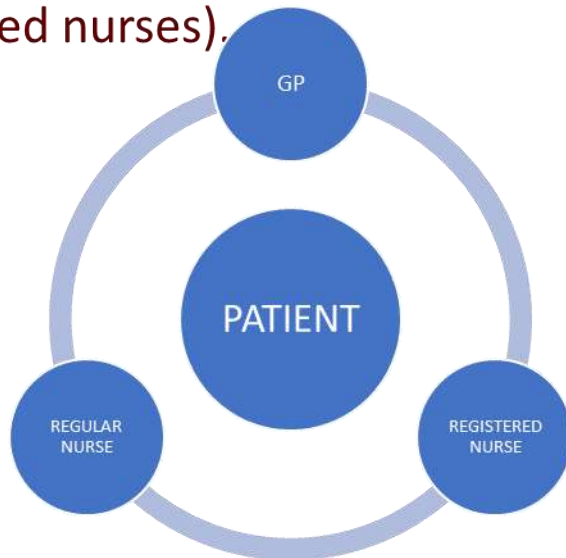 ed nurses).
GP
PATIENT
REGULAR
NURSE
REGISTERED
NURSE